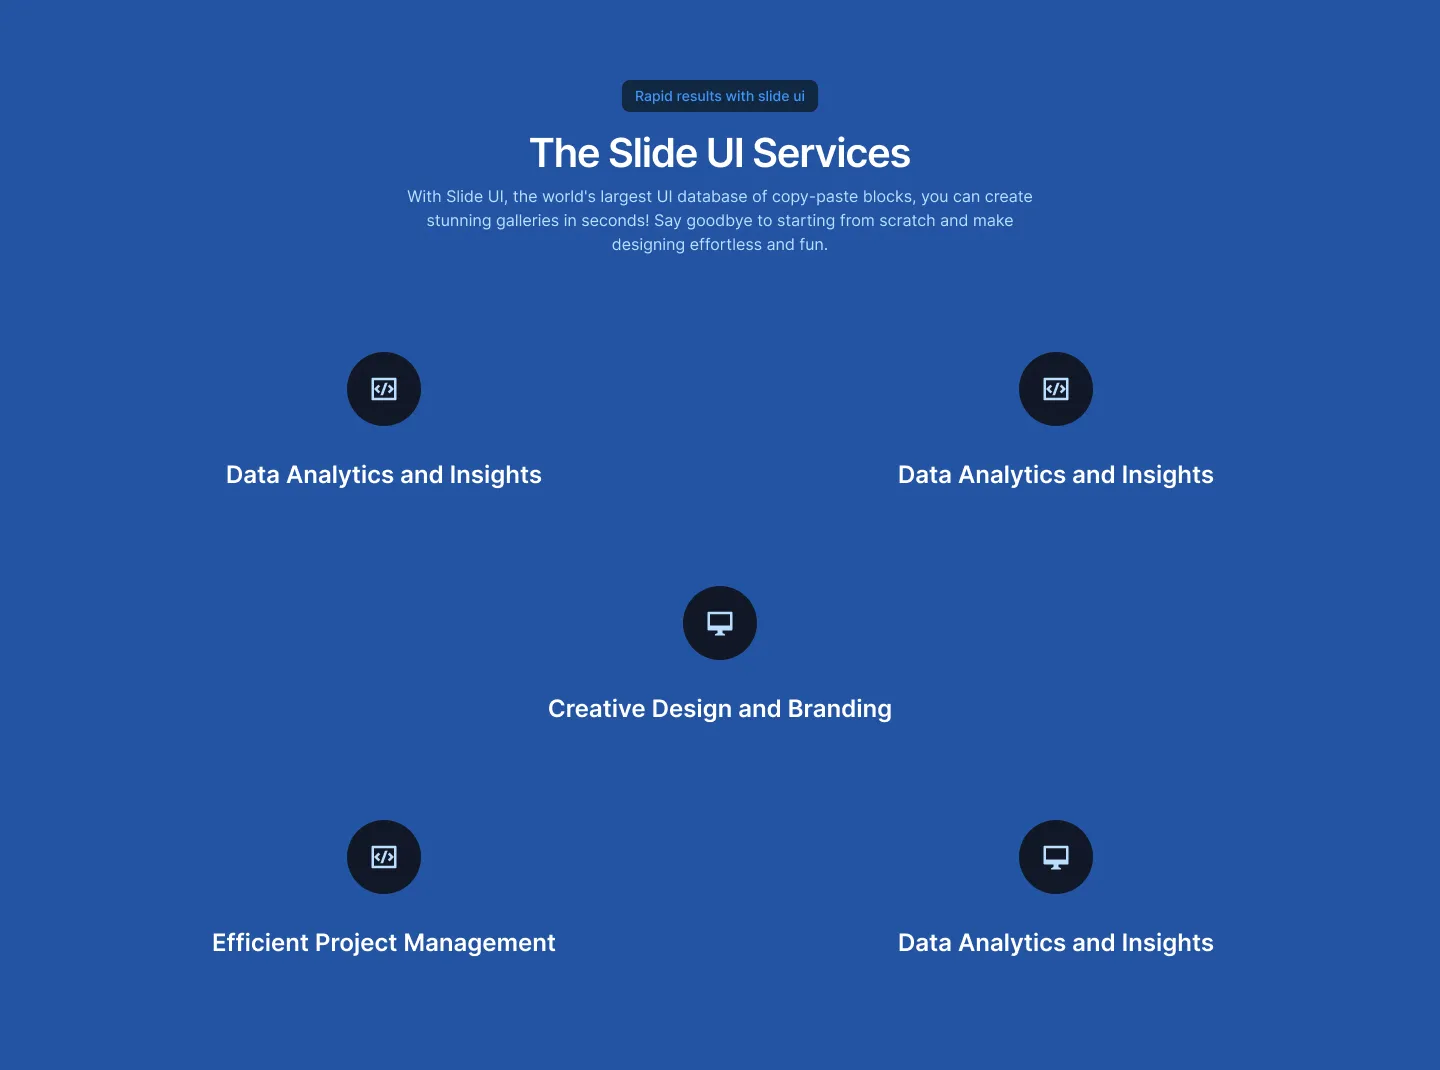 Rapid results with slide ui
The Slide UI Services
With Slide UI, the world's largest UI database of copy-paste blocks, you can create
stunning galleries in seconds! Say goodbye to starting from scratch and make
designing effortless and fun.
Data Analytics and Insights
Data Analytics and Insights
Creative Design and Branding
Efficient Project Management
Data Analytics and Insights